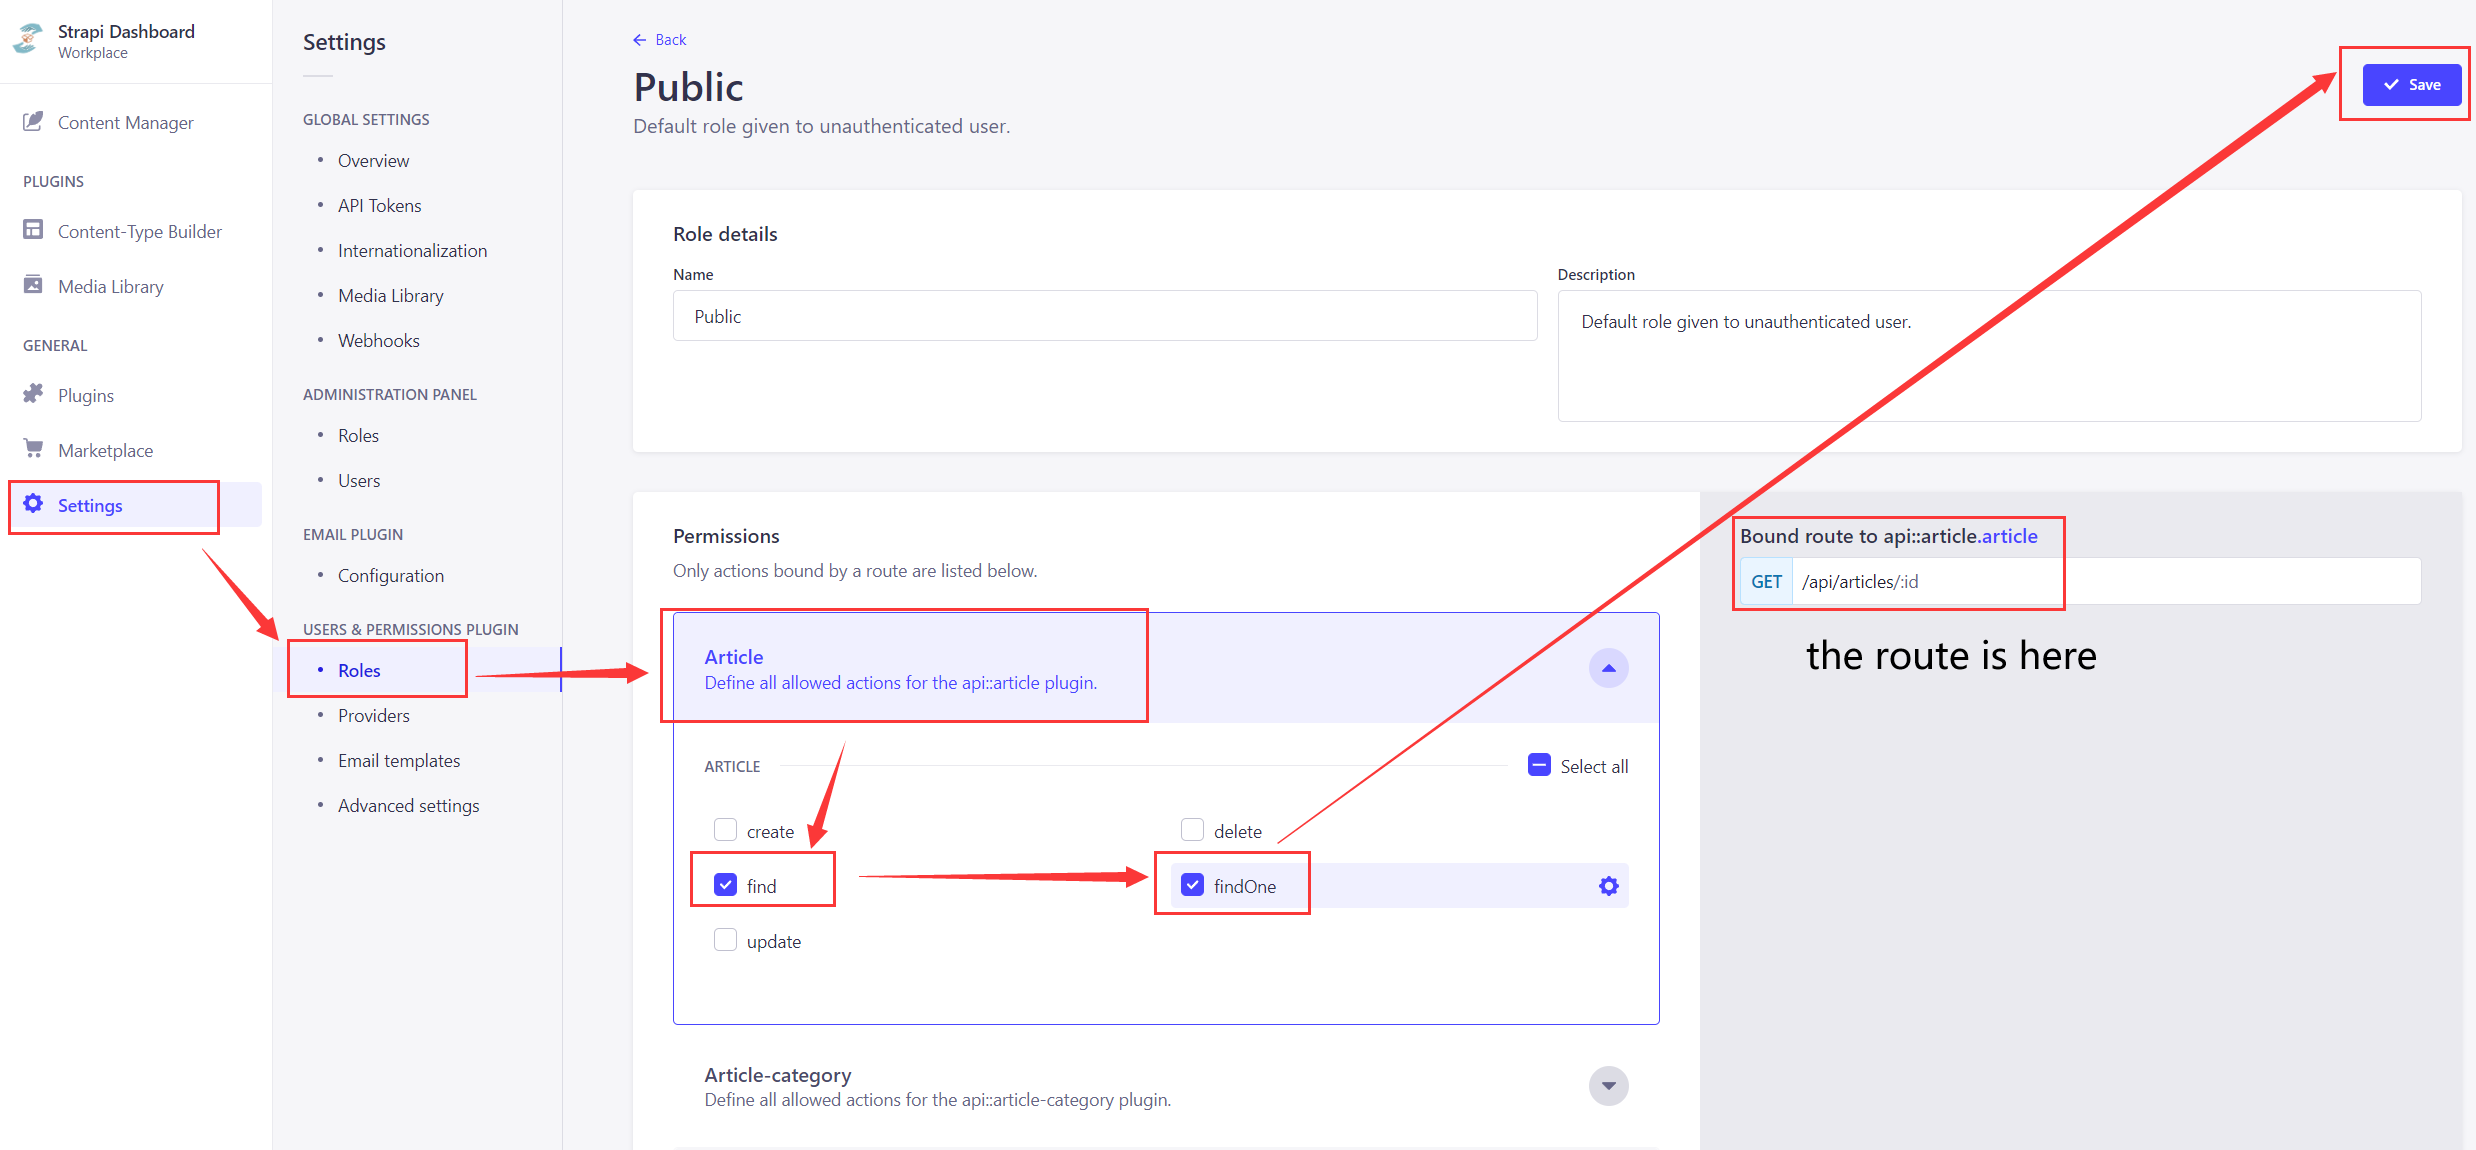 Strapi Dashboard
Workplace
Content Manager
PLUGINS
Content-Type Builder
Media Library
GENERAL
Plugins
Marketplace
Settings
Settings
GLOBAL SETTINGS
Overview
API Tokens
Internationalization
Media Library
Webhooks
ADMINISTRATION PANEL
Roles
Users
EMAIL PLUGIN
Configuration
USERS & PERMISSIONS PLUGIN
Roles
Providers
Email templates
Advanced settings
Back
Public
Default role given to unauthenticated user.
Save
Role details
Name
Public
Description
Default role given to unauthenticated user.
Permissions
Only actions bound by a route are listed below.
Article
Define all allowed actions for the api::article plugin.
ARTICLE
Select all
create
delete
find
findOne
update
Article-category
Define all allowed actions for the api::article-category plugin.
Bound route to api::article.article
GET /api/articles/:id
the route is here